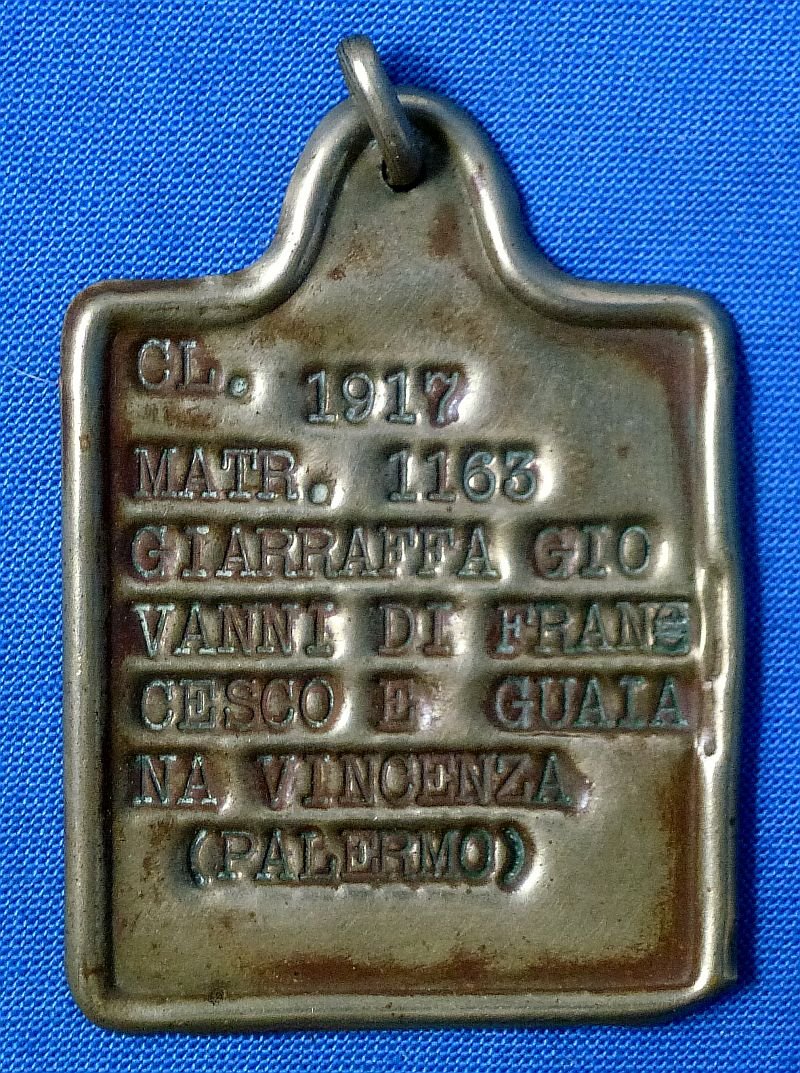 CL. 1917
MATR. 1163
GIARRAFFA GIO
VANNI DI FRANC
CESCO E GUAIA
NA VINCENZA
(PALERMO)